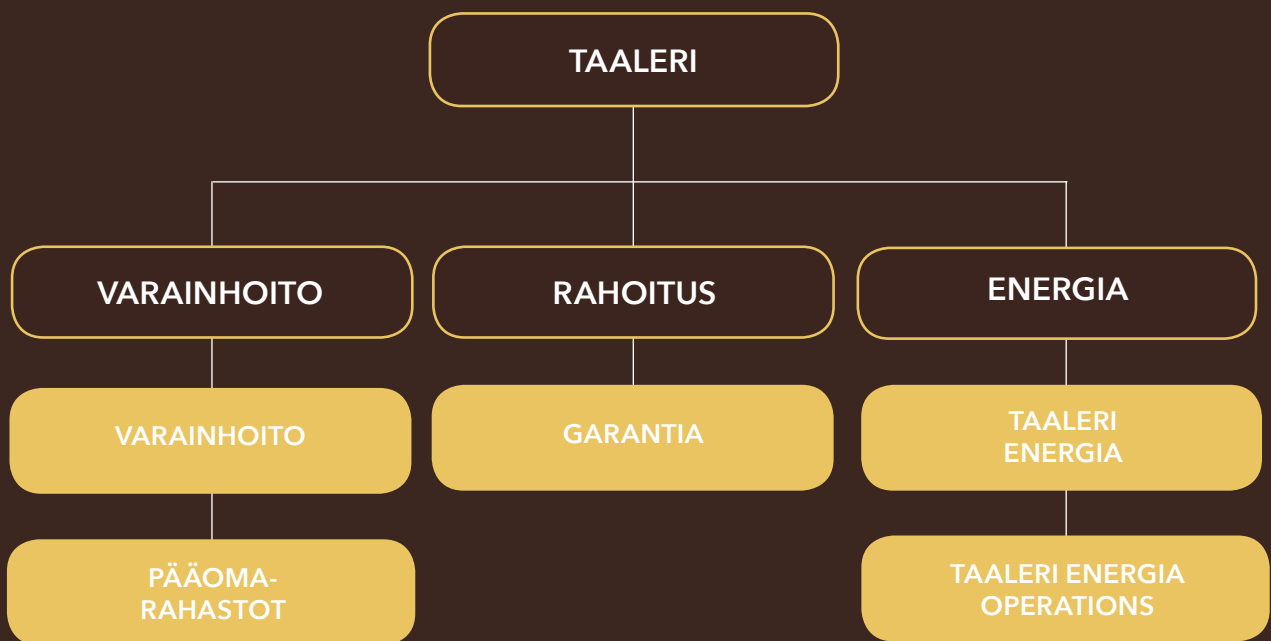 TAALERI
VARAINHOITO
RAHOITUS
ENERGIA
VARAINHOITO
GARANTIA
TAALERI
ENERGIA
PÄÄOMA-
RAHASTOT
TAALERI ENERGIA
OPERATIONS